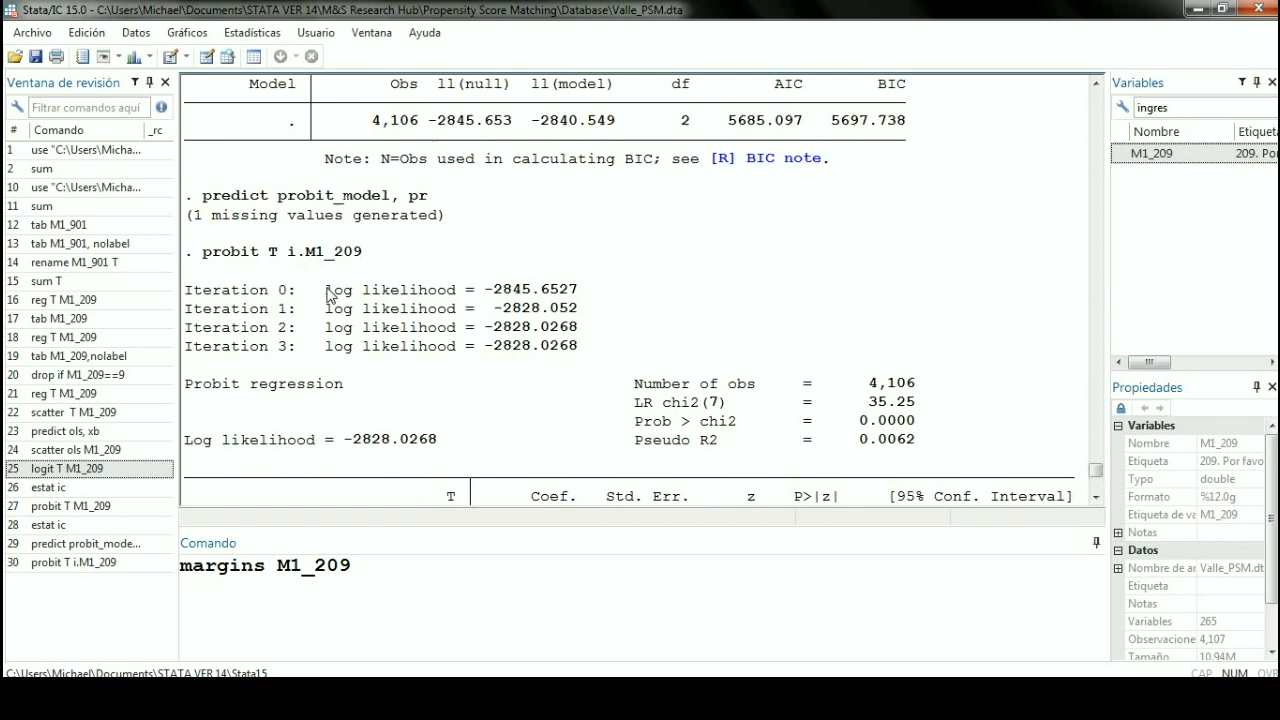 Stata/IC 15.0 - C:\Users\Michael\Documents\STATA VER 14\M&S Research Hub\Propensity Score Matching\Database\Valle_PSM.dta
Archivo Edición Datos Gráficos Estadísticas Usuario Ventana Ayuda
Ventana de revisión
Filtrar comandos aquí
# Comando _rc
1 use "C:\Users\Micha...
2 sum
10 use "C:\Users\Micha...
11 sum
12 tab M1_901
13 tab M1_901, nolabel
14 rename M1_901 T
15 sum T
16 reg T M1_209
17 tab M1_209
18 reg T M1_209
19 tab M1_209,nolabel
20 drop if M1_209==9
21 reg T M1_209
22 scatter T M1_209
23 predict ols, xb
24 scatter ols M1_209
25 logit T M1_209
26 estat ic
27 probit T M1_209
28 estat ic
29 predict probit_mode...
30 probit T i.M1_209
Model Obs ll(null) ll(model) df AIC BIC
. 4,106 -2845.653 -2840.549 2 5685.097 5697.738
Note: N=Obs used in calculating BIC; see [R] BIC note.
. predict probit_model, pr
(1 missing values generated)
. probit T i.M1_209
Iteration 0: log likelihood = -2845.6527
Iteration 1: log likelihood = -2828.052
Iteration 2: log likelihood = -2828.0268
Iteration 3: log likelihood = -2828.0268
Probit regression Number of obs = 4,106
LR chi2(7) = 35.25
Prob > chi2 = 0.0000
Log likelihood = -2828.0268 Pseudo R2 = 0.0062
T Coef. Std. Err. z P>|z| [95% Conf. Interval]
Comando
margins M1_209
Variables
ingres
Nombre Etique
M1_209 209. Po
Propiedades
Variables
Nombre M1_209
Etiqueta 209. Por favo
Tipo double
Formato %12.0g
Etiqueta de va M1_209
Notas
Datos
Nombre de ar Valle_PSM.dt
Etiqueta
Notas
Variables 265
Observacione 4,107
Tamaño 10.94M
C:\Users\Michael\Documents\STATA VER 14\Stata15
CAP NUM OVR